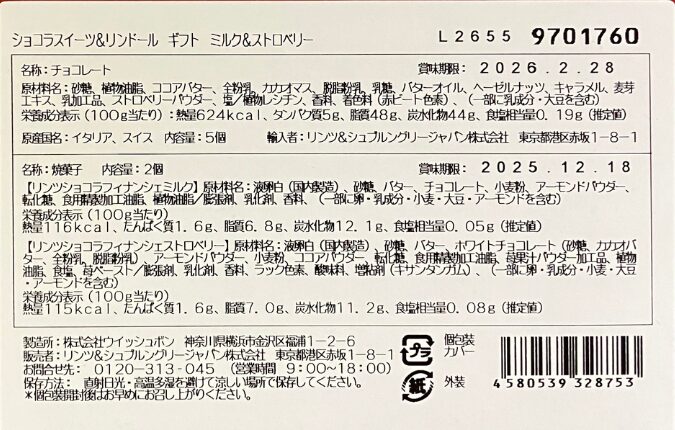 ショコラスイーツ&リンドール ギフト ミルク&ストロベリー L2655 9701760
名称:チョコレート 賞味期限: 2026.2.28
原材料名:砂糖、植物油脂、ココアバター、全粉乳、カカオマス、脱脂粉乳、乳糖、バターオイル、ヘーゼルナッツ、キャラメル、麦芽
エキス、乳加工品、ストロベリーパウダー、塩/植物レシチン、香料、着色料(赤ビート色素)、(一部に乳成分・大豆を含む)
栄養成分表示(100g当たり):熱量624kcal、タンパク質5g、脂質48g、炭水化物44g、食塩相当量0.19g(推定値)
原産国名:イタリア、スイス 内容量:5個 輸入者:リンツ&シュプルングリージャパン株式会社 東京都港区赤坂1-8-1
名称:焼菓子 内容量:2個 賞味期限: 2025.12.18
【リンツショコラフィナンシェミルク】原材料名:液卵白(国内製造)、砂糖、バター、チョコレート、小麦粉、アーモンドパウダー、
転化糖、食用精製加工油脂、植物油脂/膨張剤、乳化剤、香料、(一部に卵・乳成分・小麦・大豆・アーモンドを含む)
栄養成分表示(100g当たり)
熱量116kcal、たんぱく質1.6g、脂質6.8g、炭水化物12.1g、食塩相当量0.05g(推定値)
【リンツショコラフィナンシェストロベリー】原材料名:液卵白(国内製造)、砂糖、バター、ホワイトチョコレート(砂糖、カカオバ
ター、全粉乳、脱脂粉乳)、アーモンドパウダー、小麦粉、ココアパウダー、転化糖、食用精製加工油脂、苺果汁パウダー加工品、植物
油脂、食塩、苺ペースト/膨張剤、乳化剤、香料、ラック色素、酸味料、増粘剤(キサンタンガム)、(一部に卵・乳成分・小麦・大豆
・アーモンドを含む)
栄養成分表示(100g当たり)
熱量115kcal、たんぱく質1.6g、脂質7.0g、炭水化物11.2g、食塩相当量0.08g(推定値)
製造所:株式会社ウイッシュボン 神奈川県横浜市金沢区福浦1-2-6
販売者:リンツ&シュプルングリージャパン株式会社 東京都港区赤坂1-8-1
お問合せ先: 0120-313-045 (営業時間 9:00~18:00)
保存方法: 直射日光・高温多湿を避けて涼しい場所で保存してください。
*個包装開封後はお早めにお召し上がりください。
プラ 個包装
カバー
紙 外装
4580539 328753